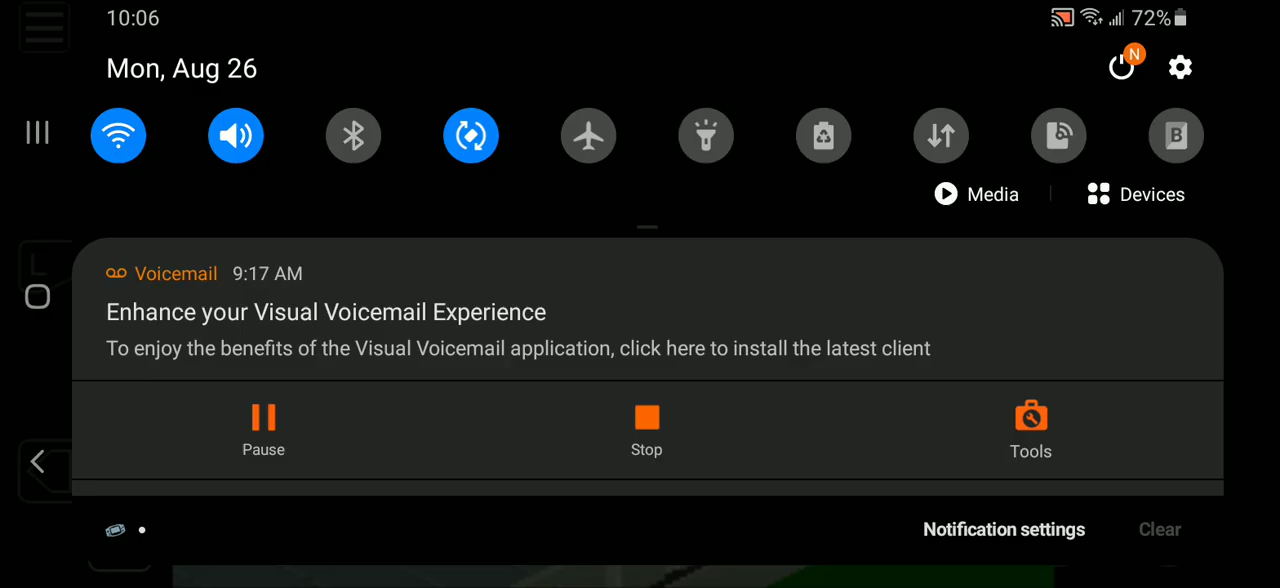 10:06
72%
Mon, Aug 26
N
B
Media
Devices
L
Voicemail 9:17 AM
Enhance your Visual Voicemail Experience
To enjoy the benefits of the Visual Voicemail application, click here to install the latest client
Pause
Stop
Tools
Notification settings
Clear